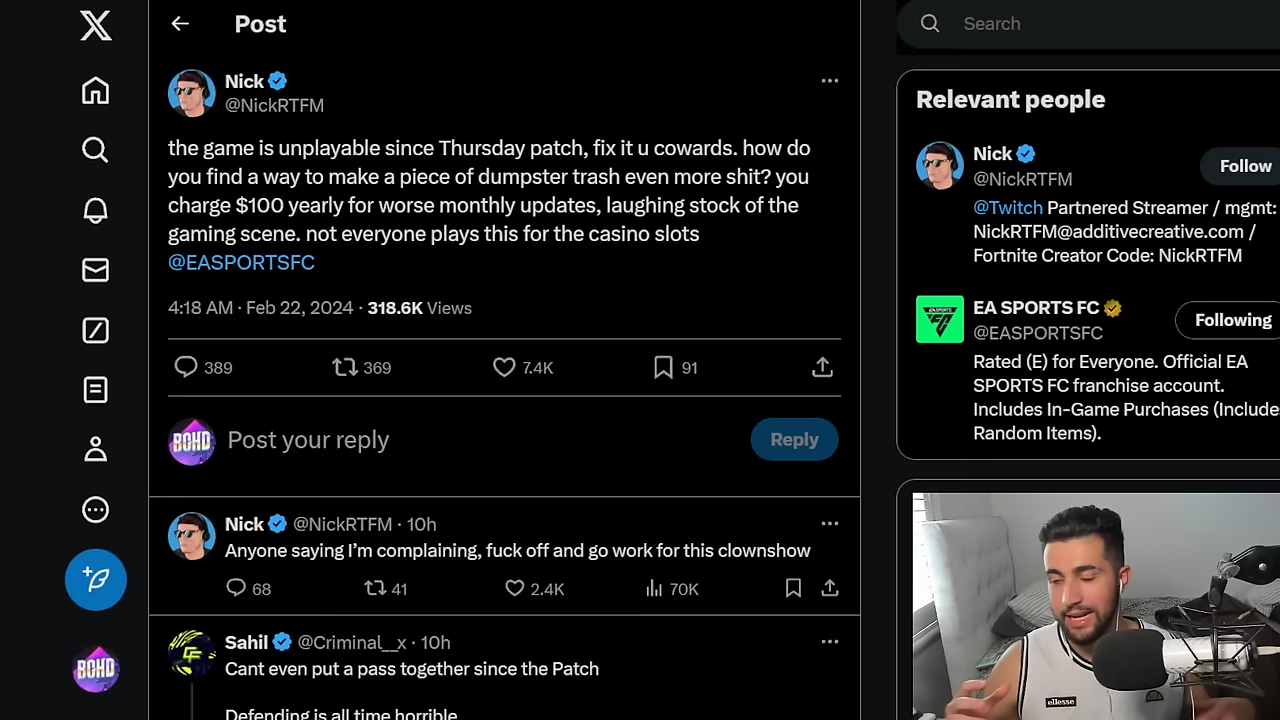 Post
Search
Nick
@NickRTFM
the game is unplayable since Thursday patch, fix it u cowards. how do
you find a way to make a piece of dumpster trash even more shit? you
charge $100 yearly for worse monthly updates, laughing stock of the
gaming scene. not everyone plays this for the casino slots
@EASPORTSFC
4:18 AM · Feb 22, 2024 · 318.6K Views
389 369 7.4K 91
BOHD
Post your reply
Reply
Nick @NickRTFM · 10h
Anyone saying I'm complaining, fuck off and go work for this clownshow
68 41 2.4K 70K
Sahil @Criminal__x · 10h
Cant even put a pass together since the Patch
Defending is all time horrible
BOHD
Relevant people
Nick
Follow
@NickRTFM
@Twitch Partnered Streamer / mgmt:
NickRTFM@additivecreative.com /
Fortnite Creator Code: NickRTFM
EA SPORTS FC
Following
@EASPORTSFC
Rated (E) for Everyone. Official EA
SPORTS FC franchise account.
Includes In-Game Purchases (Include
Random Items).
ellesse